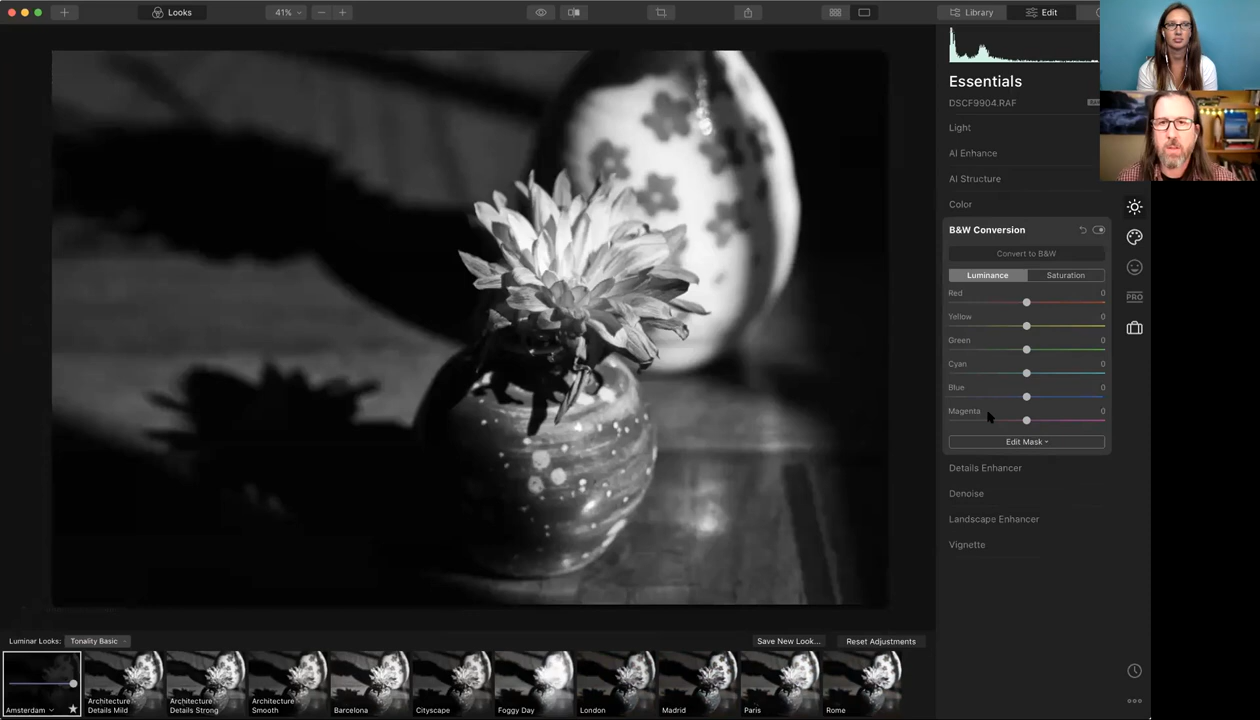 Looks
41%
Library
Edit
Essentials
DSCF9904.RAF
Light
AI Enhance
AI Structure
Color
B&W Conversion
Convert to B&W
Luminance
Saturation
Red 0
Yellow 0
Green 0
Cyan 0
Blue 0
Magenta 0
Edit Mask
Details Enhancer
Denoise
Landscape Enhancer
Vignette
PRO
Luminar Looks:
Tonality Basic
Save New Look...
Reset Adjustments
Amsterdam
Architecture
Details Mild
Architecture
Details Strong
Architecture
Smooth
Barcelona
Cityscape
Foggy Day
London
Madrid
Paris
Rome